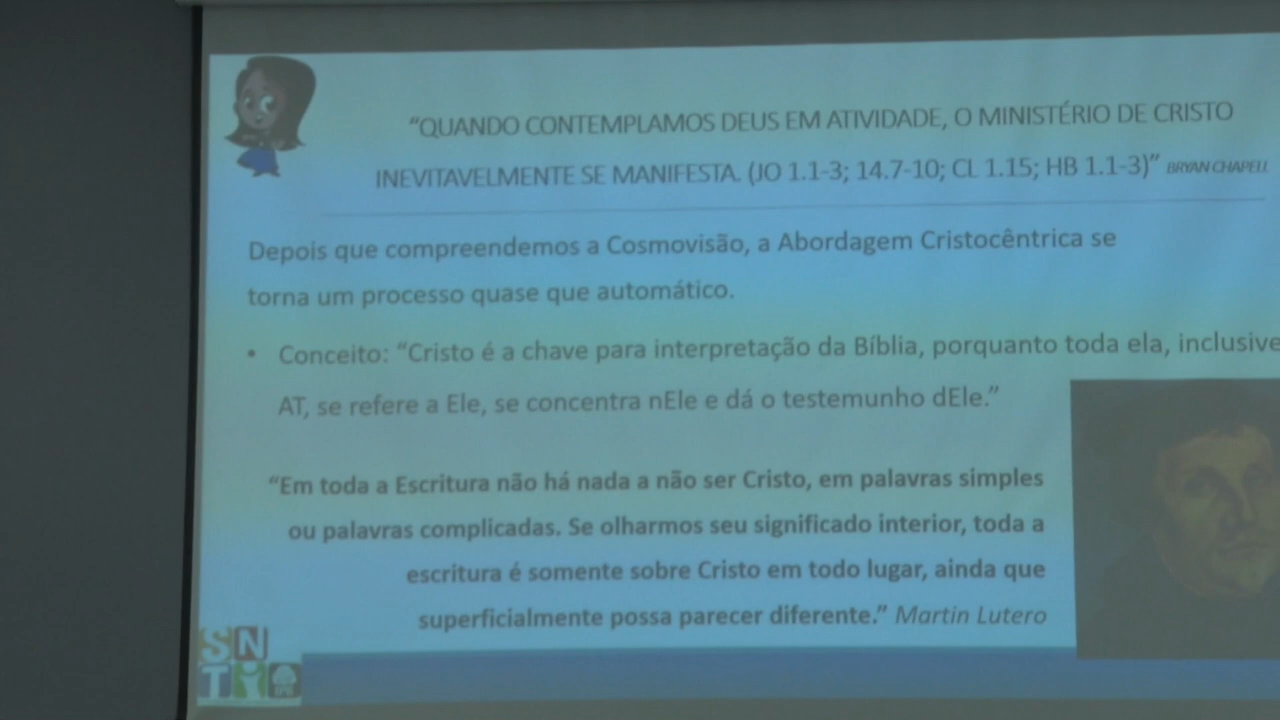 “QUANDO CONTEMPLAMOS DEUS EM ATIVIDADE, O MINISTÉRIO DE CRISTO
INEVITAVELMENTE SE MANIFESTA. (JO 1.1-3; 14.7-10; CL 1.15; HB 1.1-3)” BRYAN CHAPELL
Depois que compreendemos a Cosmovisão, a Abordagem Cristocêntrica se
torna um processo quase que automático.
• Conceito: “Cristo é a chave para interpretação da Bíblia, porquanto toda ela, inclusive
AT, se refere a Ele, se concentra nEle e dá o testemunho dEle.”
“Em toda a Escritura não há nada a não ser Cristo, em palavras simples
ou palavras complicadas. Se olharmos seu significado interior, toda a
escritura é somente sobre Cristo em todo lugar, ainda que
superficialmente possa parecer diferente.” Martin Lutero
SN
Ti